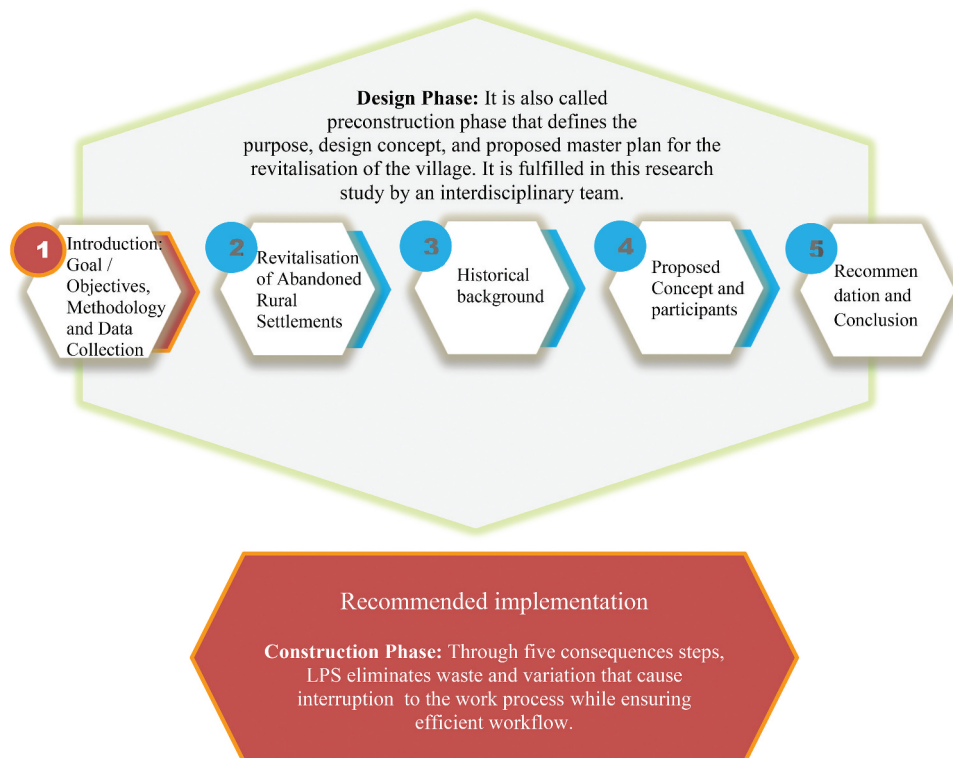 Design Phase: It is also called
preconstruction phase that defines the
purpose, design concept, and proposed master plan for the
revitalisation of the village. It is fulfilled in this research
study by an interdisciplinary team.
1
Introduction:
Goal /
Objectives,
Methodology
and Data
Collection
2
Revitalisation
of Abandoned
Rural
Settlements
3
Historical
background
4
Proposed
Concept and
participants
5
Recommen
dation and
Conclusion
Recommended implementation
Construction Phase: Through five consequences steps,
LPS eliminates waste and variation that cause
interruption to the work process while ensuring
efficient workflow.